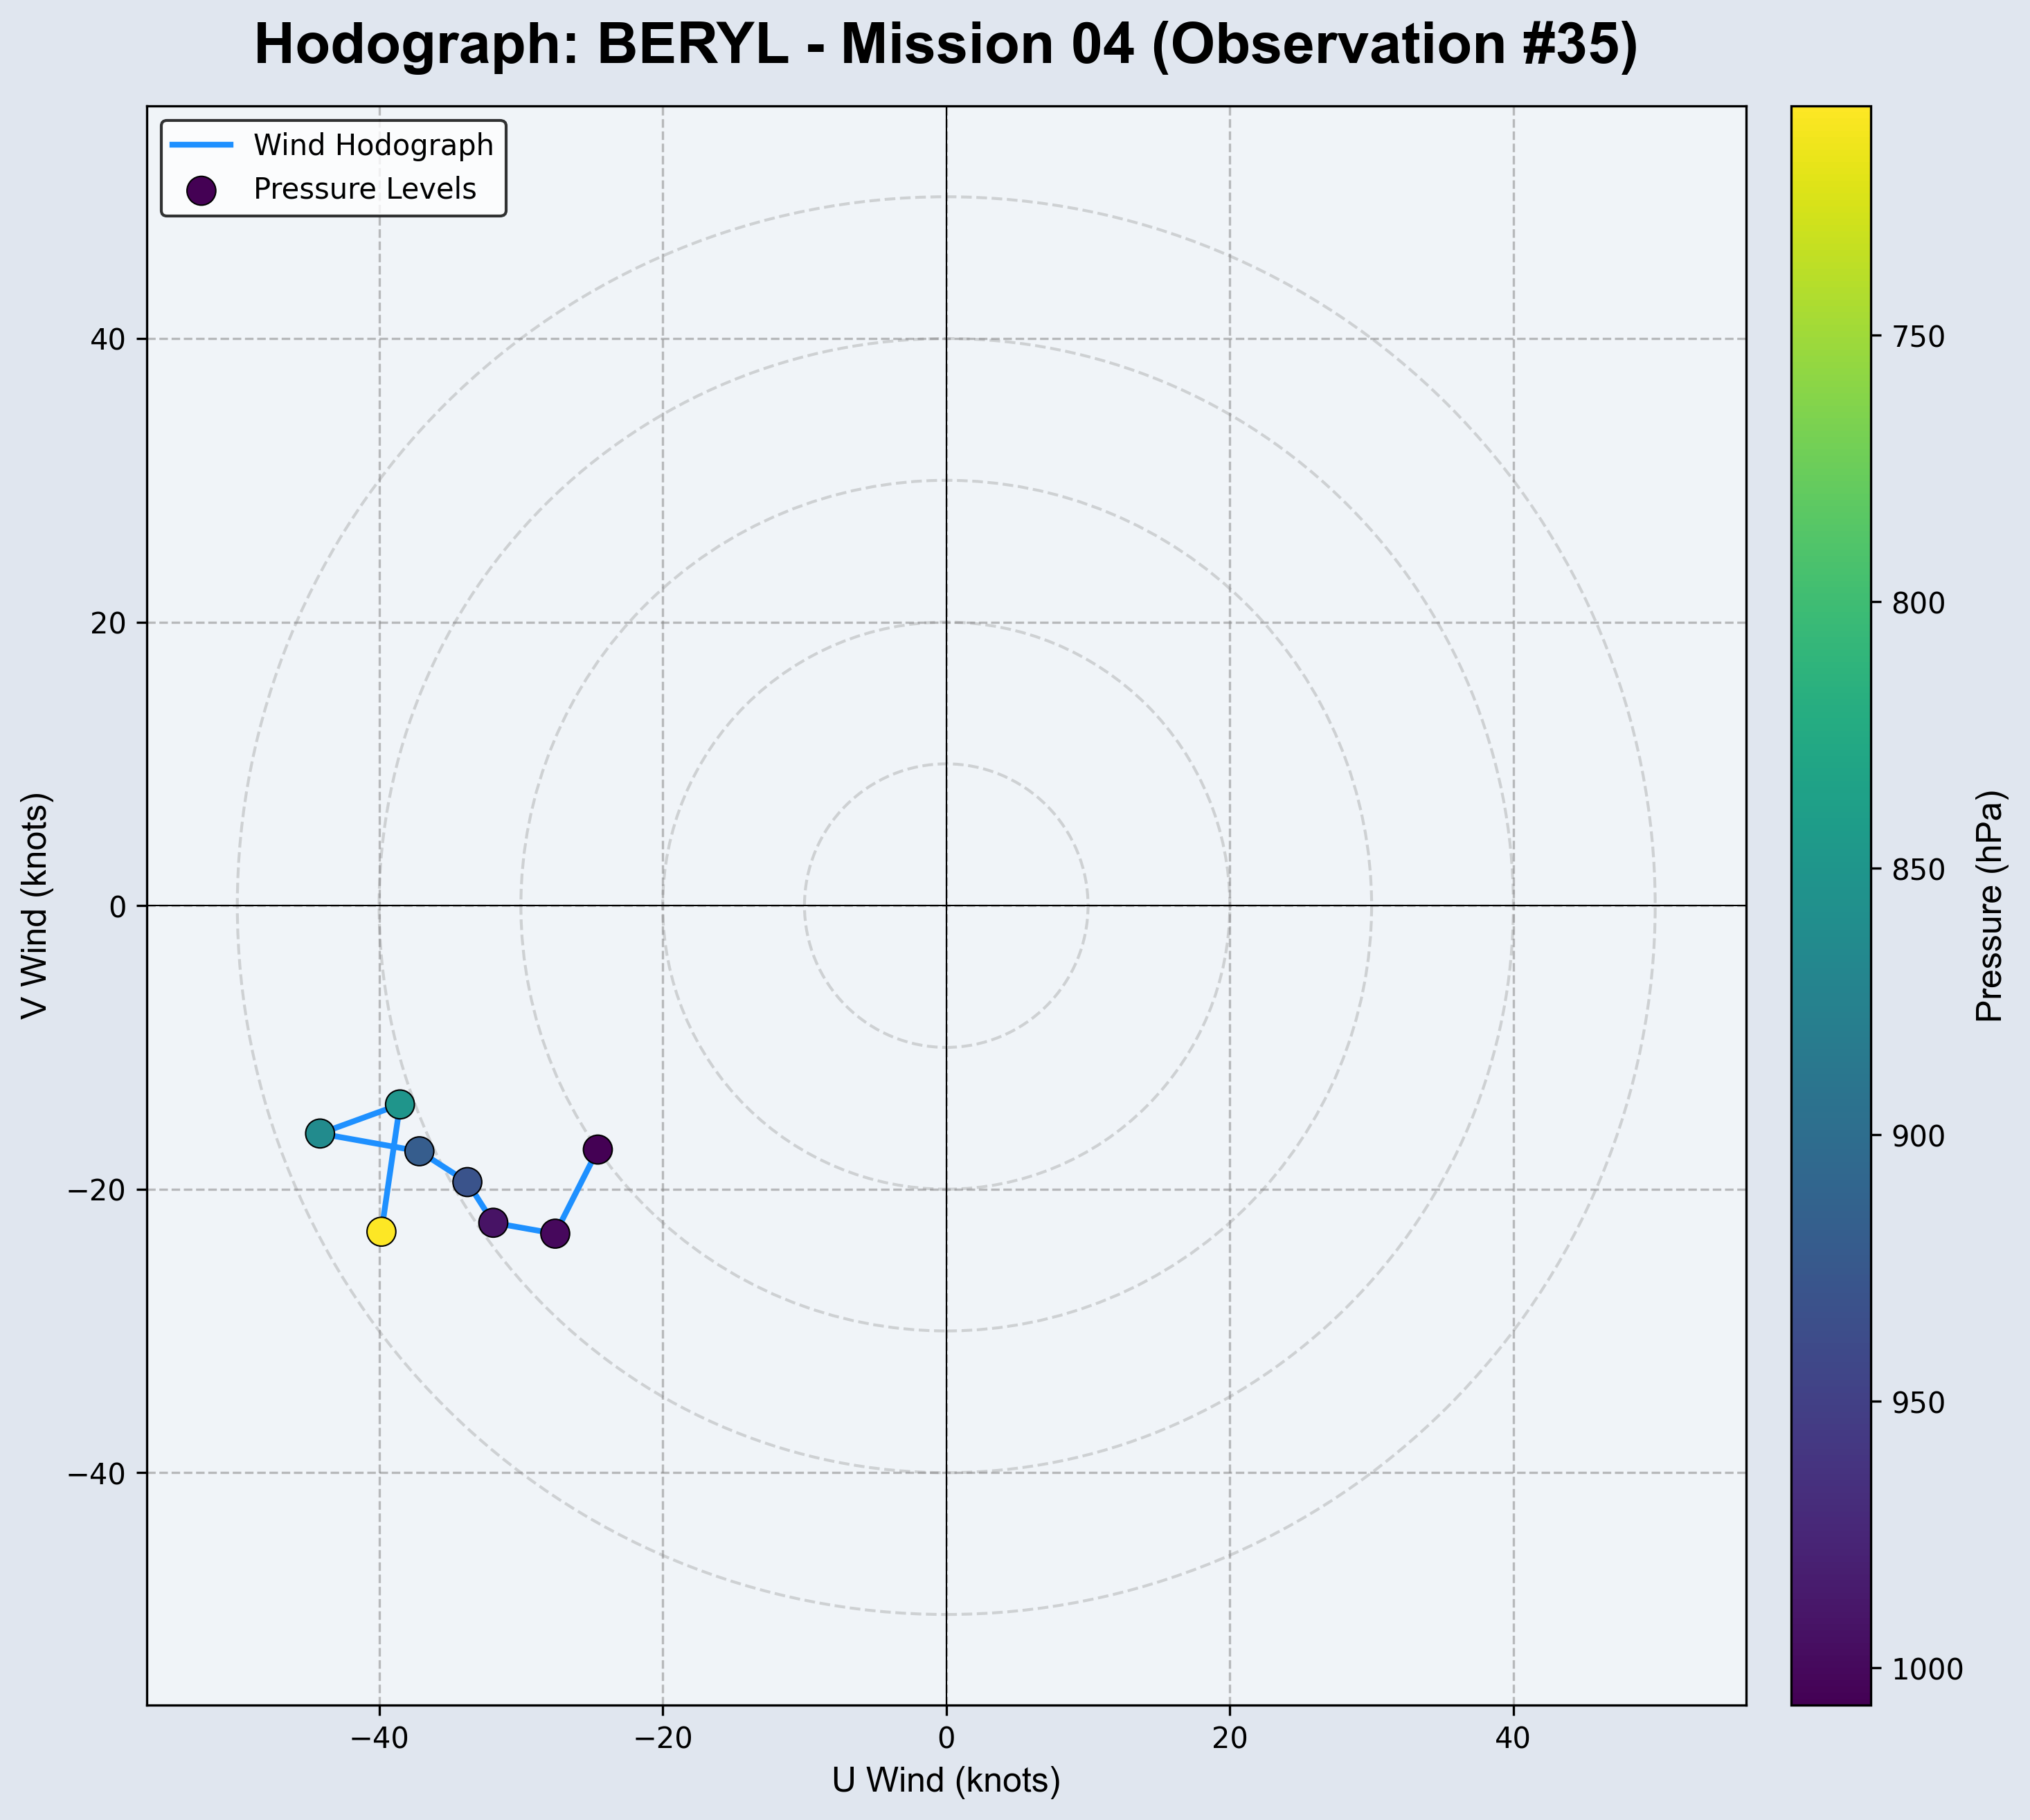 Hodograph: BERYL - Mission 04 (Observation #35)
Wind Hodograph
Pressure Levels
40
20
0
−20
−40
V Wind (knots)
−40
−20
0
20
40
U Wind (knots)
750
800
850
900
950
1000
Pressure (hPa)